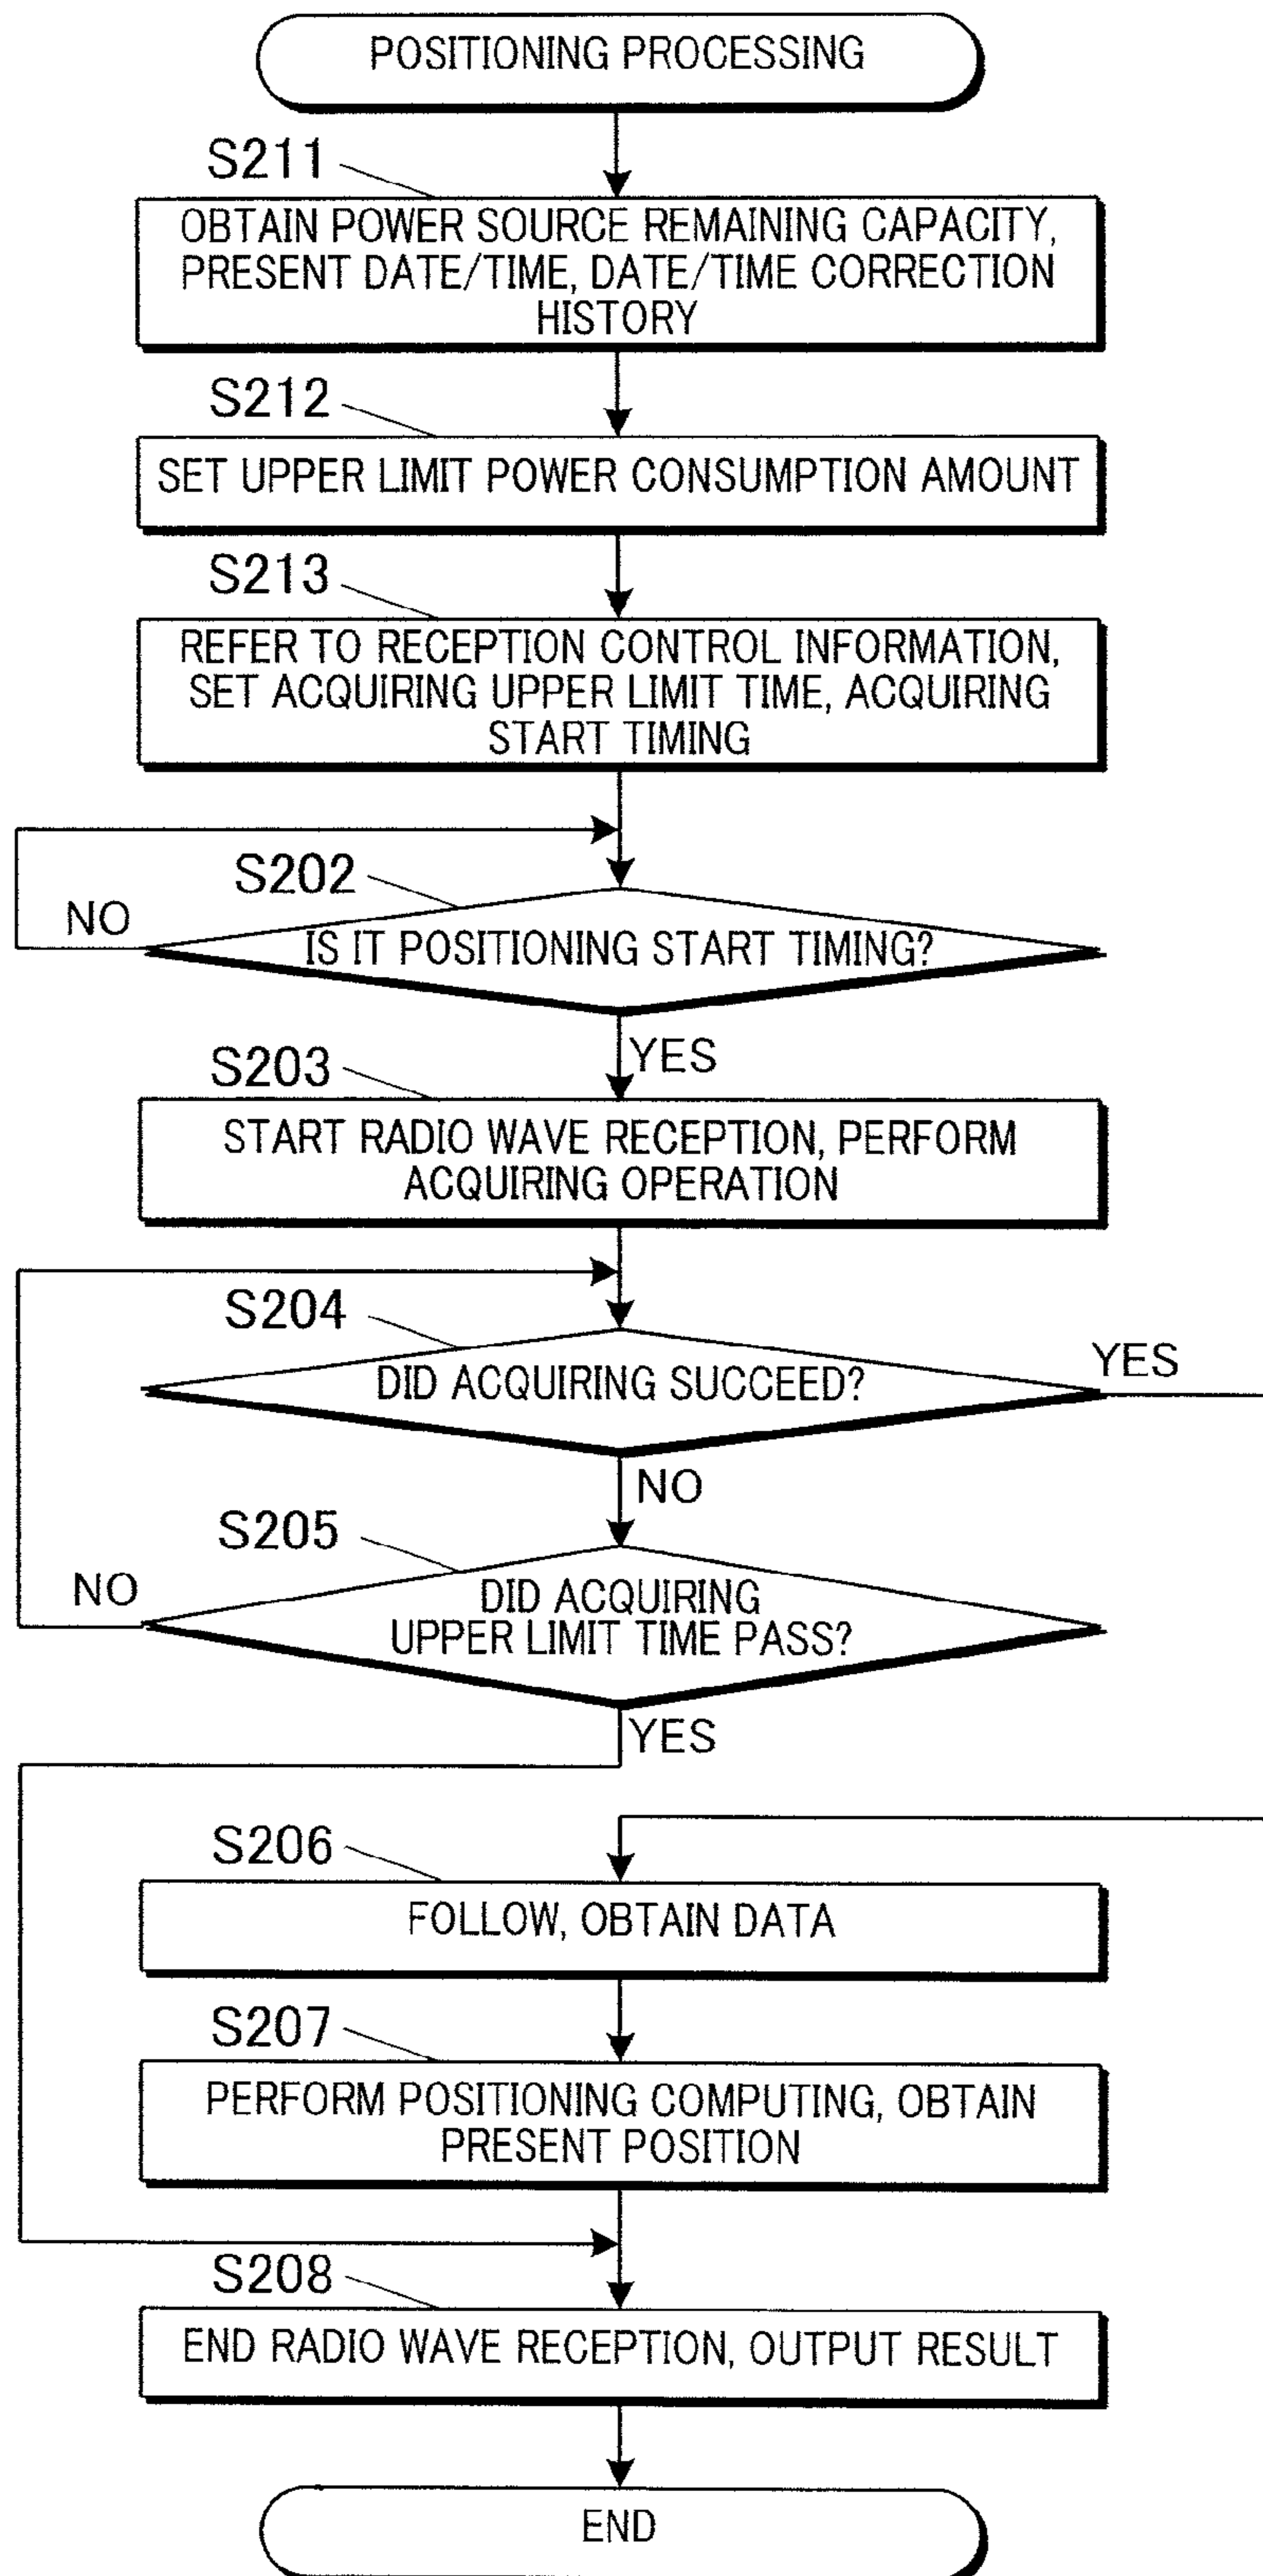 POSITIONING PROCESSING
S211
OBTAIN POWER SOURCE REMAINING CAPACITY,
PRESENT DATE/TIME, DATE/TIME CORRECTION
HISTORY
S212
SET UPPER LIMIT POWER CONSUMPTION AMOUNT
S213
REFER TO RECEPTION CONTROL INFORMATION,
SET ACQUIRING UPPER LIMIT TIME, ACQUIRING
START TIMING
S202
NO
IS IT POSITIONING START TIMING?
YES
S203
START RADIO WAVE RECEPTION, PERFORM
ACQUIRING OPERATION
S204
YES
DID ACQUIRING SUCCEED?
NO
S205
NO
DID ACQUIRING
UPPER LIMIT TIME PASS?
YES
S206
FOLLOW, OBTAIN DATA
S207
PERFORM POSITIONING COMPUTING, OBTAIN
PRESENT POSITION
S208
END RADIO WAVE RECEPTION, OUTPUT RESULT
END